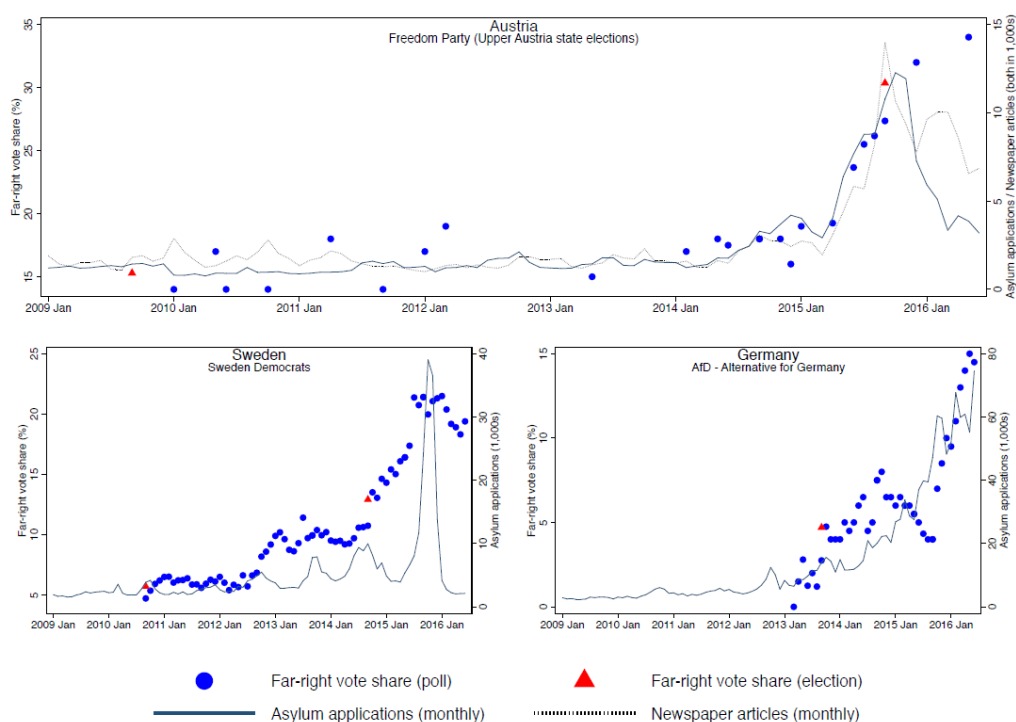 Austria
Freedom Party (Upper Austria state elections)
Far-right vote share (%)
35
30
25
20
15
Asylum applications / Newspaper articles (both in 1,000s)
15
10
5
0
2009 Jan 2010 Jan 2011 Jan 2012 Jan 2013 Jan 2014 Jan 2015 Jan 2016 Jan
Sweden
Sweden Democrats
Far-right vote share (%)
25
20
15
10
5
Asylum applications (1,000s)
40
30
20
10
0
2009 Jan 2010 Jan 2011 Jan 2012 Jan 2013 Jan 2014 Jan 2015 Jan 2016 Jan
Germany
AfD - Alternative for Germany
Far-right vote share (%)
15
10
5
0
Asylum applications (1,000s)
80
60
40
20
0
2009 Jan 2010 Jan 2011 Jan 2012 Jan 2013 Jan 2014 Jan 2015 Jan 2016 Jan
Far-right vote share (poll) Far-right vote share (election)
Asylum applications (monthly) Newspaper articles (monthly)